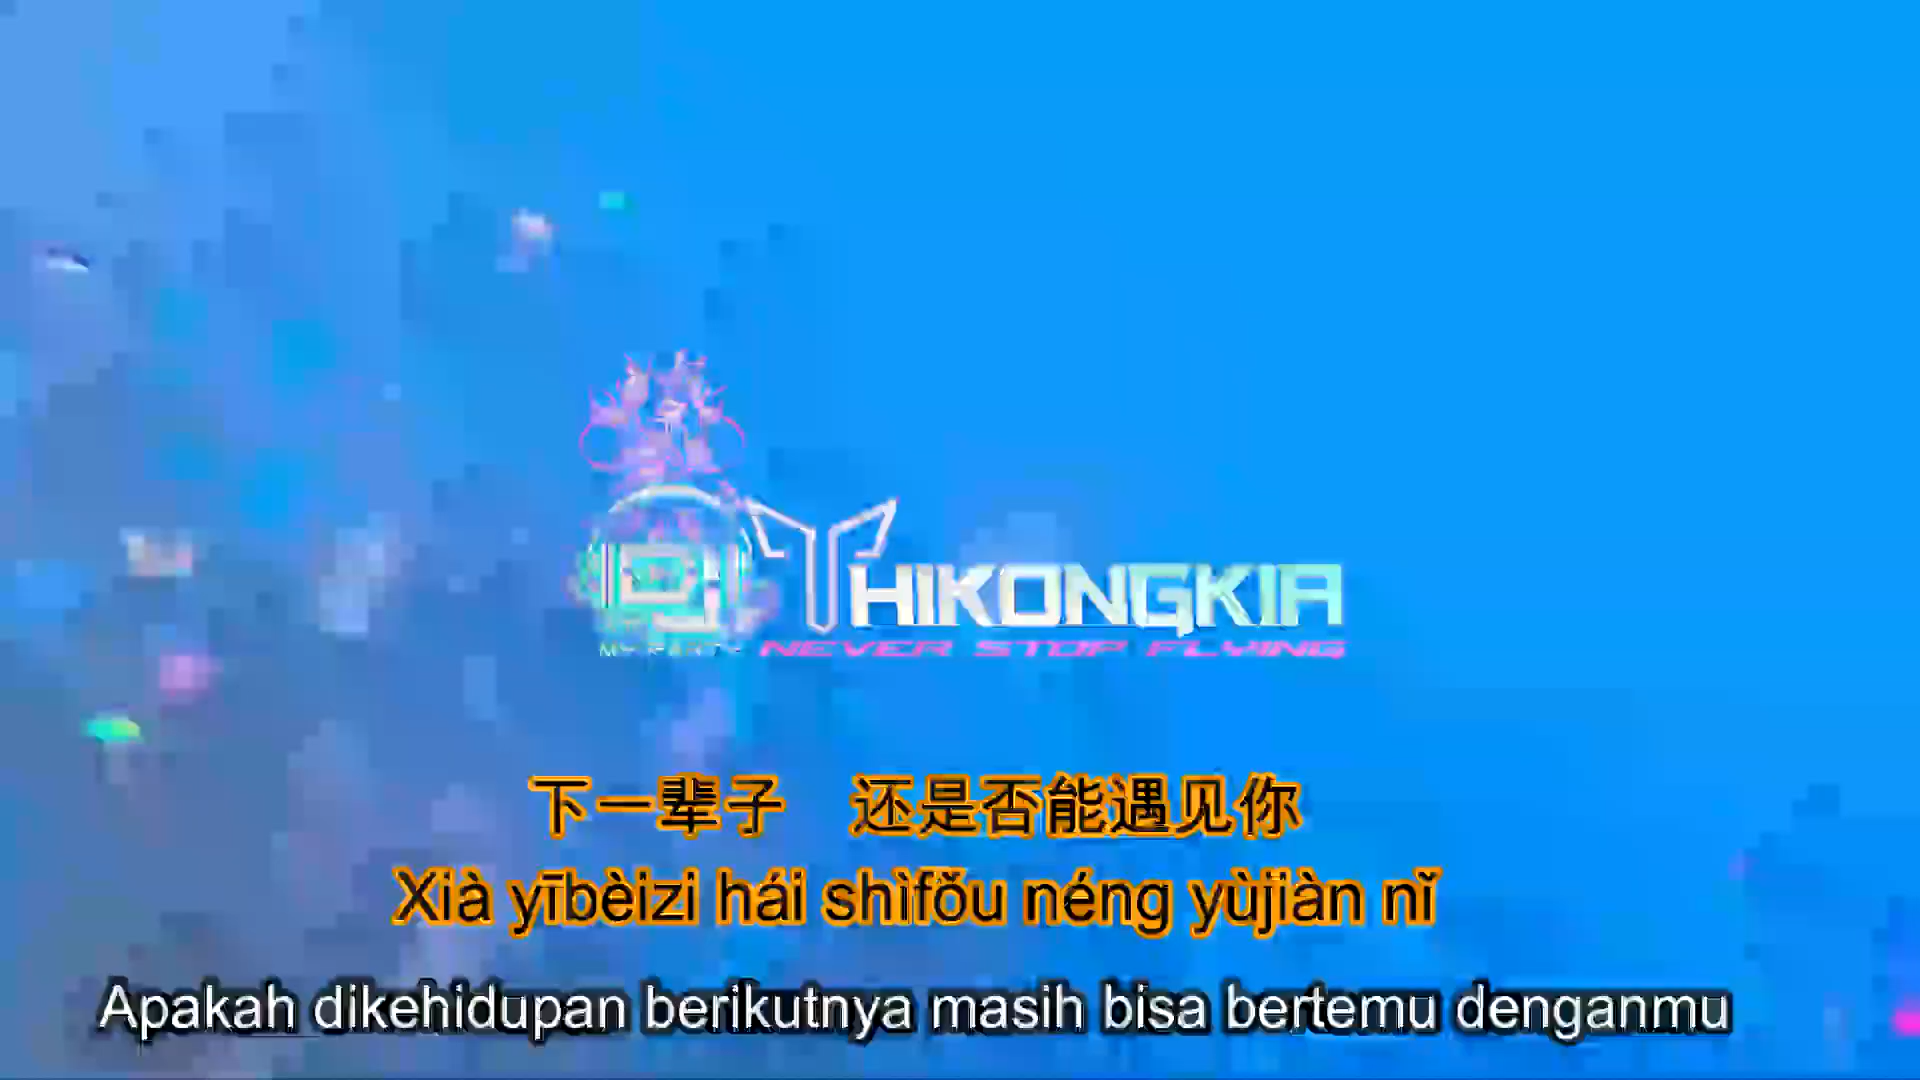 DJ THIKONGKIA
NEVER STOP FLYING
下一辈子 还是否能遇见你
Xià yībèizi hái shìfǒu néng yùjiàn nǐ
Apakah dikehidupan berikutnya masih bisa bertemu denganmu